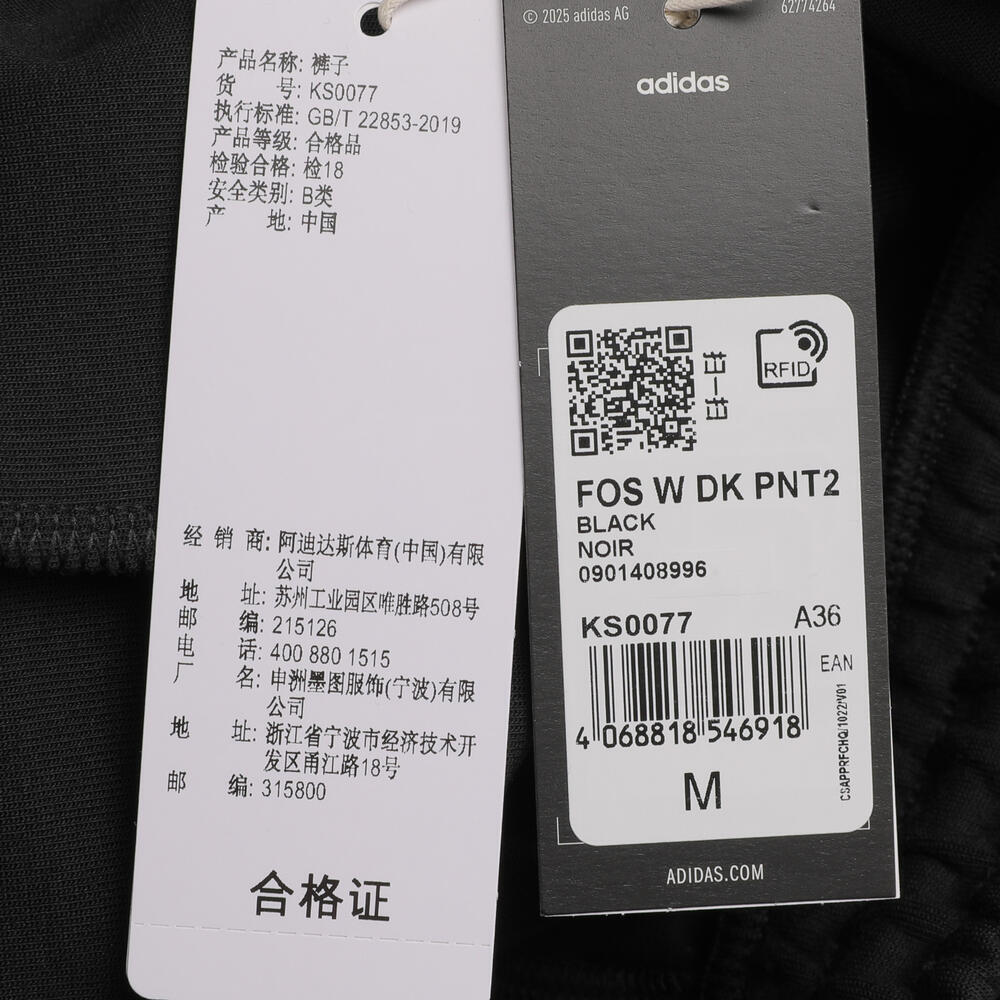 产品名称: 裤子
货 号: KS0077
执行标准: GB/T 22853-2019
产品等级: 合格品
检验合格: 检18
安全类别: B类
产 地: 中国
经 销 商: 阿迪达斯体育(中国)有限
公司
地 址: 苏州工业园区唯胜路508号
邮 编: 215126
电 话: 400 880 1515
厂 名: 申洲墨图服饰(宁波)有限
公司
地 址: 浙江省宁波市经济技术开
发区甬江路18号
邮 编: 315800
合格证
© 2025 adidas AG
62774264
adidas
扫一扫
RFID
FOS W DK PNT2
BLACK
NOIR
0901408996
KS0077 A36
EAN
4 068818 546918
CSAPPRFCHQ/1022/V01
M
ADIDAS.COM